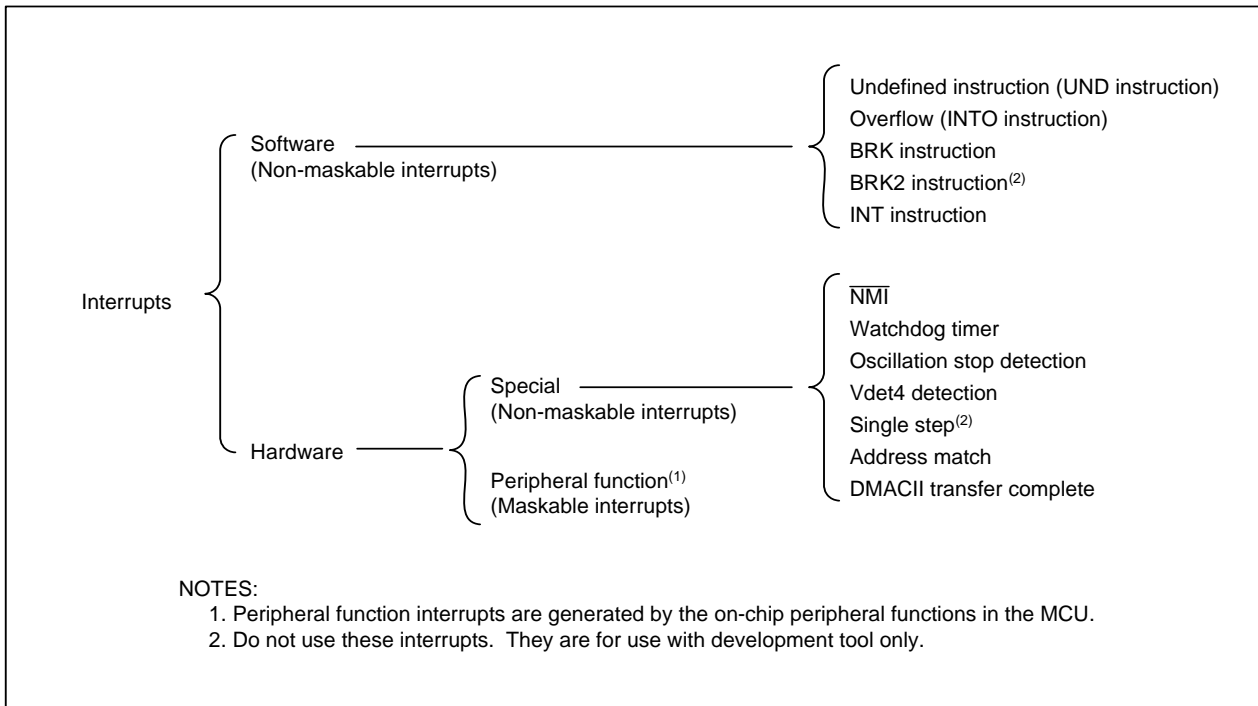 Interrupts
Software
(Non-maskable interrupts)
Undefined instruction (UND instruction)
Overflow (INTO instruction)
BRK instruction
BRK2 instruction(2)
INT instruction
Hardware
Special
(Non-maskable interrupts)
NMI
Watchdog timer
Oscillation stop detection
Vdet4 detection
Single step(2)
Address match
DMACII transfer complete
Peripheral function(1)
(Maskable interrupts)
NOTES:
1. Peripheral function interrupts are generated by the on-chip peripheral functions in the MCU.
2. Do not use these interrupts.  They are for use with development tool only.